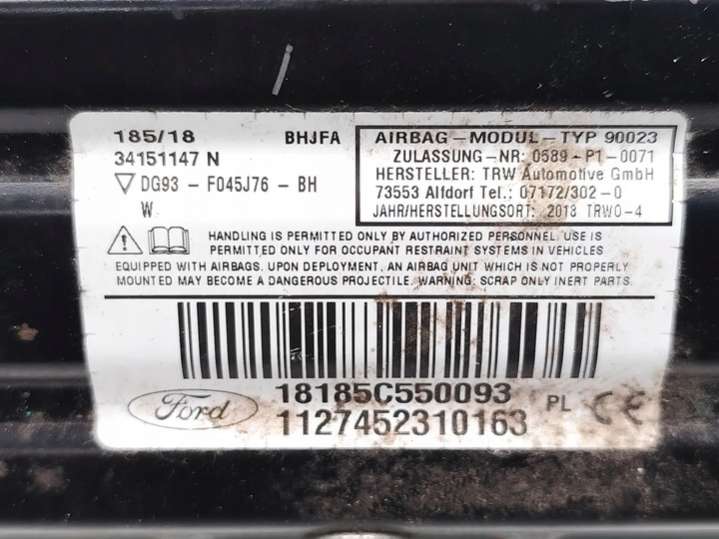 185/18 BHJFA
34151147 N
DG93 - F045J76 - BH
W
AIRBAG-MODUL-TYP 90023
ZULASSUNG-NR: 0589-P1-0071
HERSTELLER: TRW Automotive GmbH
73553 Alfdorf Tel.: 07172/302-0
JAHR/HERSTELLUNGSORT: 2018 TRWO-4
HANDLING IS PERMITTED ONLY BY AUTHORIZED PERSONNEL. USE IS
PERMITTED ONLY FOR OCCUPANT RESTRAINT SYSTEMS IN VEHICLES
EQUIPPED WITH AIRBAGS. UPON DEPLOYMENT, AN AIRBAG UNIT WHICH IS NOT PROPERLY
MOUNTED MAY BECOME A DANGEROUS PROJECTILE. WARNING: SCRAP ONLY INERT PARTS.
Ford
18185C550093 PL CE
1127452310163